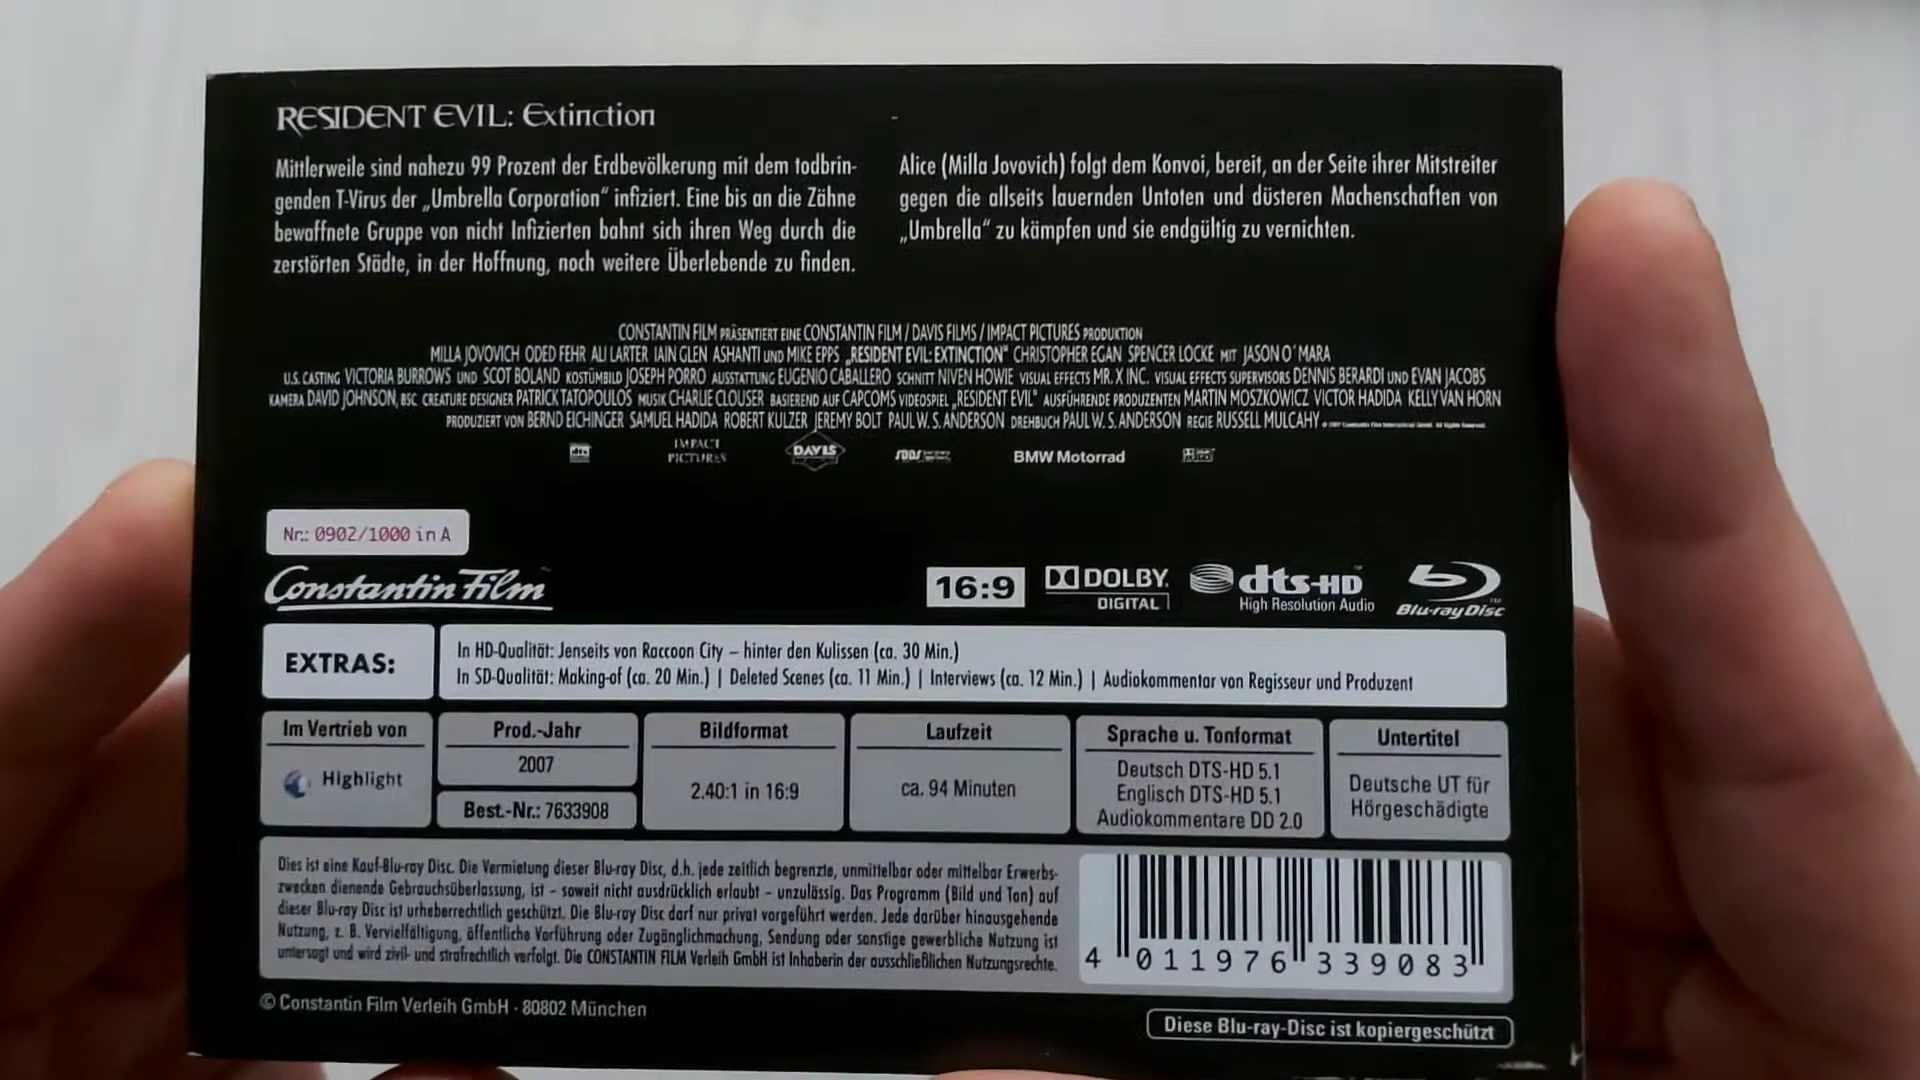 RESIDENT EVIL: Extinction
Mittlerweile sind nahezu 99 Prozent der Erdbevölkerung mit dem todbrin-
genden T-Virus der „Umbrella Corporation“ infiziert. Eine bis an die Zähne
bewaffnete Gruppe von nicht Infizierten bahnt sich ihren Weg durch die
zerstörten Städte, in der Hoffnung, noch weitere Überlebende zu finden.
Alice (Milla Jovovich) folgt dem Konvoi, bereit, an der Seite ihrer Mitstreiter
gegen die allseits lauernden Untoten und düsteren Machenschaften von
„Umbrella“ zu kämpfen und sie endgültig zu vernichten.
CONSTANTIN FILM PRÄSENTIERT EINE CONSTANTIN FILM / DAVIS FILMS / IMPACT PICTURES PRODUKTION
MILLA JOVOVICH ODED FEHR ALI LARTER IAIN GLEN ASHANTI UND MIKE EPPS „RESIDENT EVIL: EXTINCTION“ CHRISTOPHER EGAN SPENCER LOCKE MIT JASON O'MARA
U.S. CASTING VICTORIA BURROWS UND SCOT BOLAND KOSTÜMBILD JOSEPH PORRO AUSSTATTUNG EUGENIO CABALLERO SCHNITT NIVEN HOWIE VISUAL EFFECTS MR. X INC. VISUAL EFFECTS SUPERVISORS DENNIS BERARDI UND EVAN JACOBS
KAMERA DAVID JOHNSON, BSC CREATURE DESIGNER PATRICK TATOPOULOS MUSIK CHARLIE CLOUSER BASIEREND AUF CAPCOMS VIDEOSPIEL „RESIDENT EVIL“ AUSFÜHRENDE PRODUZENTEN MARTIN MOSZKOWICZ VICTOR HADIDA KELLY VAN HORN
PRODUZIERT VON BERND EICHINGER SAMUEL HADIDA ROBERT KULZER JEREMY BOLT PAUL W. S. ANDERSON DREHBUCH PAUL W. S. ANDERSON REGIE RUSSELL MULCAHY
dts IMPACT PICTURES DAVIS SDDS BMW Motorrad
Nr.: 0902/1000 in A
Constantin Film
16:9 DOLBY DIGITAL dts-HD High Resolution Audio Blu-ray Disc
EXTRAS:
In HD-Qualität: Jenseits von Raccoon City – hinter den Kulissen (ca. 30 Min.)
In SD-Qualität: Making-of (ca. 20 Min.) | Deleted Scenes (ca. 11 Min.) | Interviews (ca. 12 Min.) | Audiokommentar von Regisseur und Produzent
Im Vertrieb von
Highlight
Prod.-Jahr
2007
Best.-Nr.: 7633908
Bildformat
2.40:1 in 16:9
Laufzeit
ca. 94 Minuten
Sprache u. Tonformat
Deutsch DTS-HD 5.1
Englisch DTS-HD 5.1
Audiokommentare DD 2.0
Untertitel
Deutsche UT für
Hörgeschädigte
Dies ist eine Kauf-Blu-ray Disc. Die Vermietung dieser Blu-ray Disc, d.h. jede zeitlich begrenzte, unmittelbar oder mittelbar Erwerbs-
zwecken dienende Gebrauchsüberlassung, ist – soweit nicht ausdrücklich erlaubt – unzulässig. Das Programm (Bild und Ton) auf
dieser Blu-ray Disc ist urheberrechtlich geschützt. Die Blu-ray Disc darf nur privat vorgeführt werden. Jede darüber hinausgehende
Nutzung, z. B. Vervielfältigung, öffentliche Vorführung oder Zugänglichmachung, Sendung oder sonstige gewerbliche Nutzung ist
untersagt und wird zivil- und strafrechtlich verfolgt. Die CONSTANTIN FILM Verleih GmbH ist Inhaberin der ausschließlichen Nutzungsrechte.
4 011976 339083
© Constantin Film Verleih GmbH · 80802 München
Diese Blu-ray-Disc ist kopiergeschützt